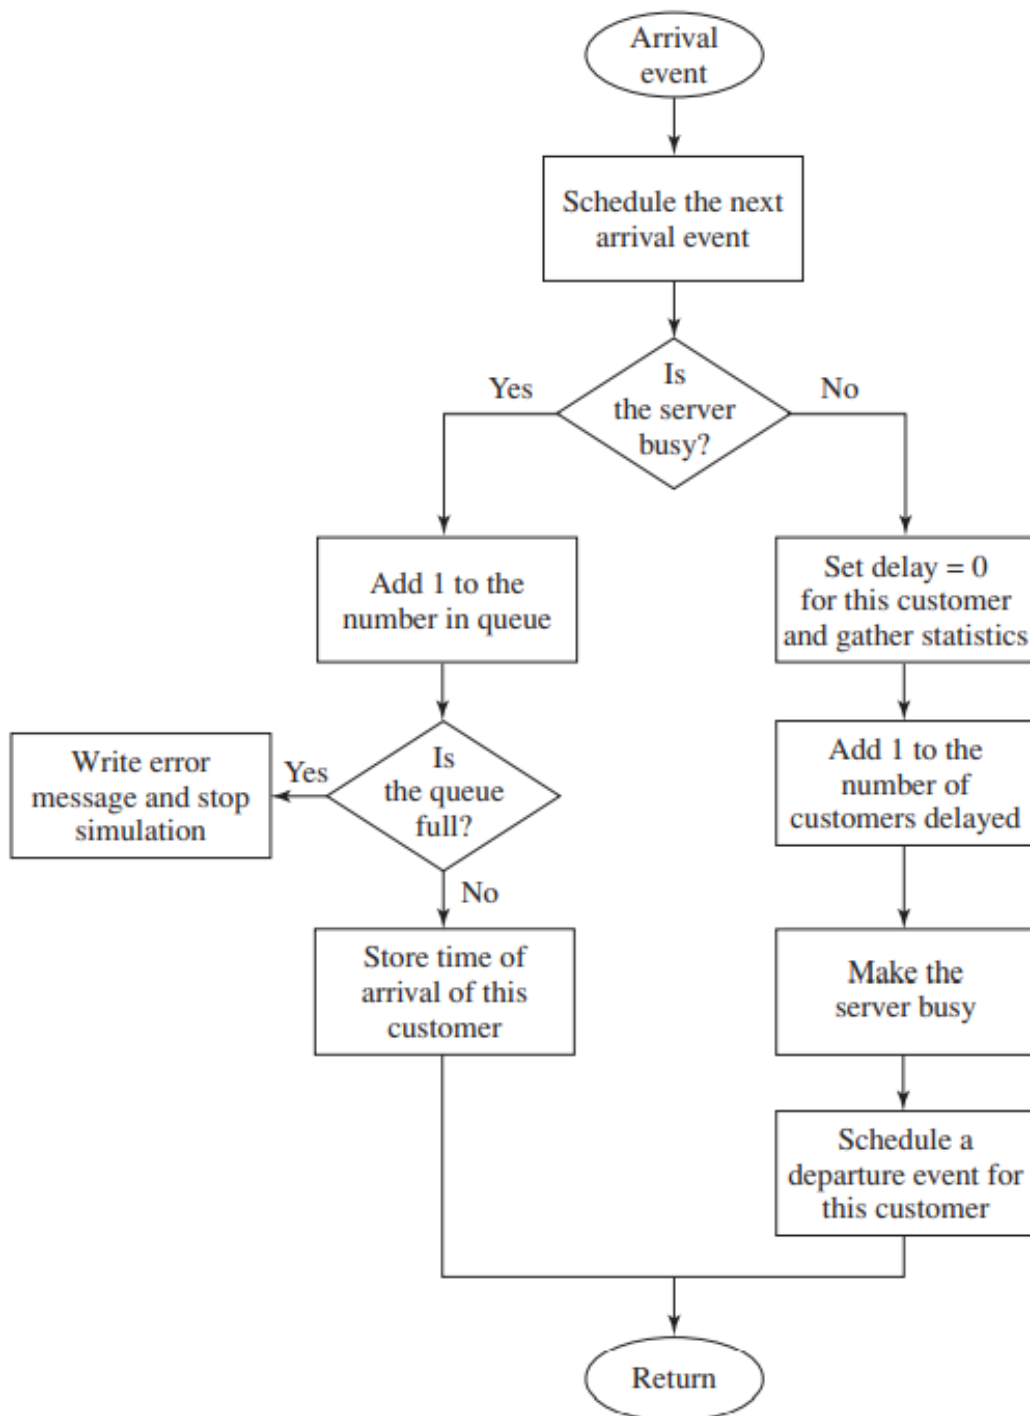 Arrival
event
Schedule the next
arrival event
Is
the server
busy?
Yes
No
Add 1 to the
number in queue
Set delay = 0
for this customer
and gather statistics
Is
the queue
full?
Yes
Write error
message and stop
simulation
No
Add 1 to the
number of
customers delayed
Store time of
arrival of this
customer
Make the
server busy
Schedule a
departure event for
this customer
Return